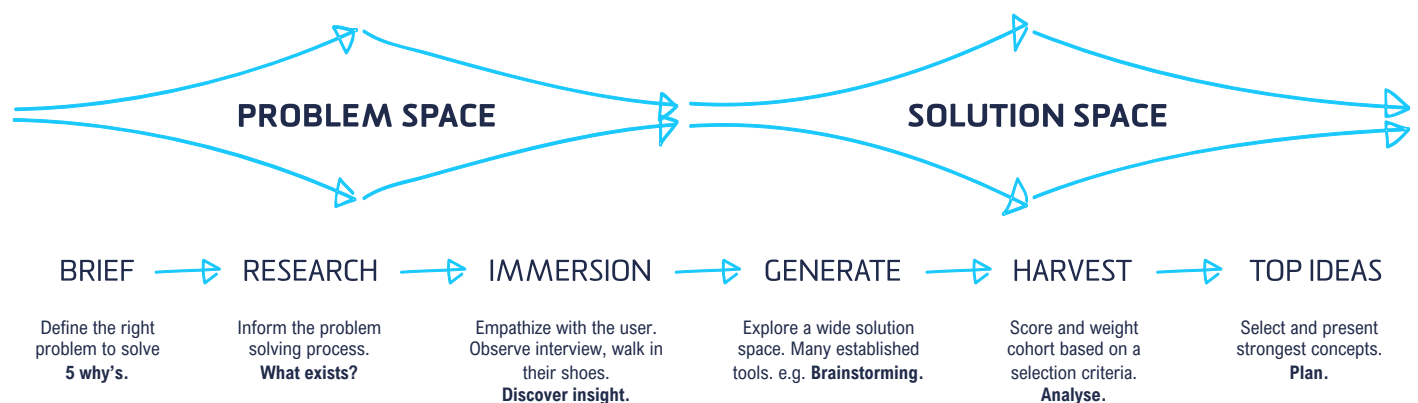 PROBLEM SPACE
SOLUTION SPACE
BRIEF
RESEARCH
IMMERSION
GENERATE
HARVEST
TOP IDEAS
Define the right
problem to solve
5 why's.
Inform the problem
solving process.
What exists?
Empathize with the user.
Observe interview, walk in
their shoes.
Discover insight.
Explore a wide solution
space. Many established
tools. e.g. Brainstorming.
Score and weight
cohort based on a
selection criteria.
Analyse.
Select and present
strongest concepts.
Plan.